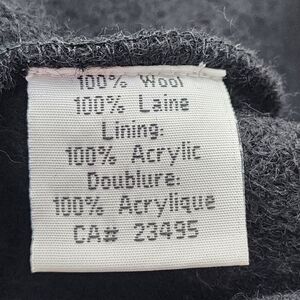 100% Wool
100% Laine
Lining:
100% Acrylic
Doublure:
100% Acrylique
CA# 23495